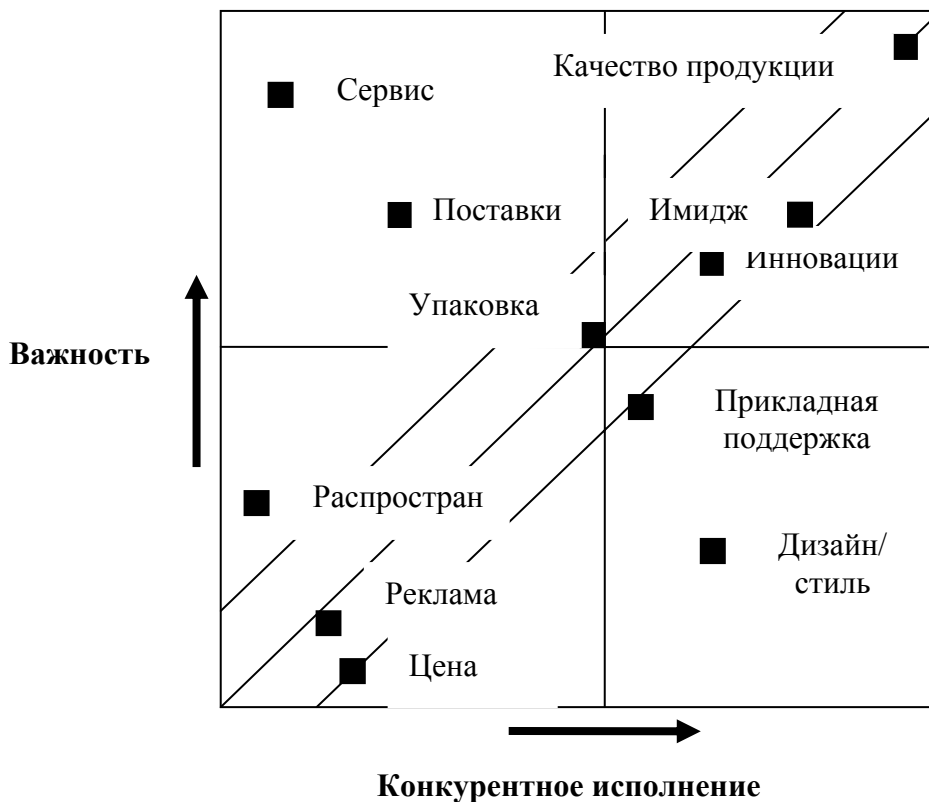 Качество продукции
Сервис
Поставки
Имидж
Инновации
Упаковка
Важность
Прикладная
поддержка
Распростран
Дизайн/
стиль
Реклама
Цена
Конкурентное исполнение